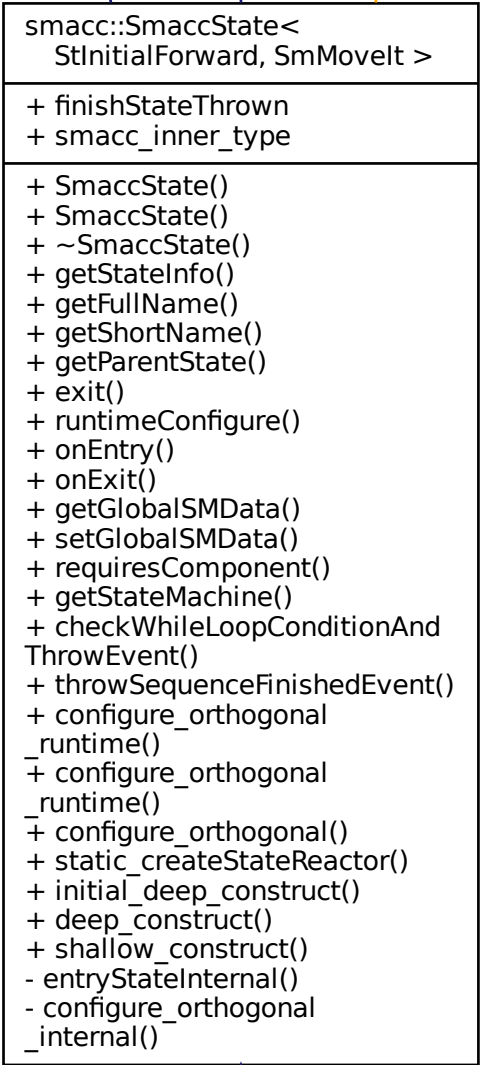 smacc::SmaccState<
StInitialForward, SmMoveIt >
+ finishStateThrown
+ smacc_inner_type
+ SmaccState()
+ SmaccState()
+ ~SmaccState()
+ getStateInfo()
+ getFullName()
+ getShortName()
+ getParentState()
+ exit()
+ runtimeConfigure()
+ onEntry()
+ onExit()
+ getGlobalSMData()
+ setGlobalSMData()
+ requiresComponent()
+ getStateMachine()
+ checkWhileLoopConditionAnd
ThrowEvent()
+ throwSequenceFinishedEvent()
+ configure_orthogonal
_runtime()
+ configure_orthogonal
_runtime()
+ configure_orthogonal()
+ static_createStateReactor()
+ initial_deep_construct()
+ deep_construct()
+ shallow_construct()
- entryStateInternal()
- configure_orthogonal
_internal()